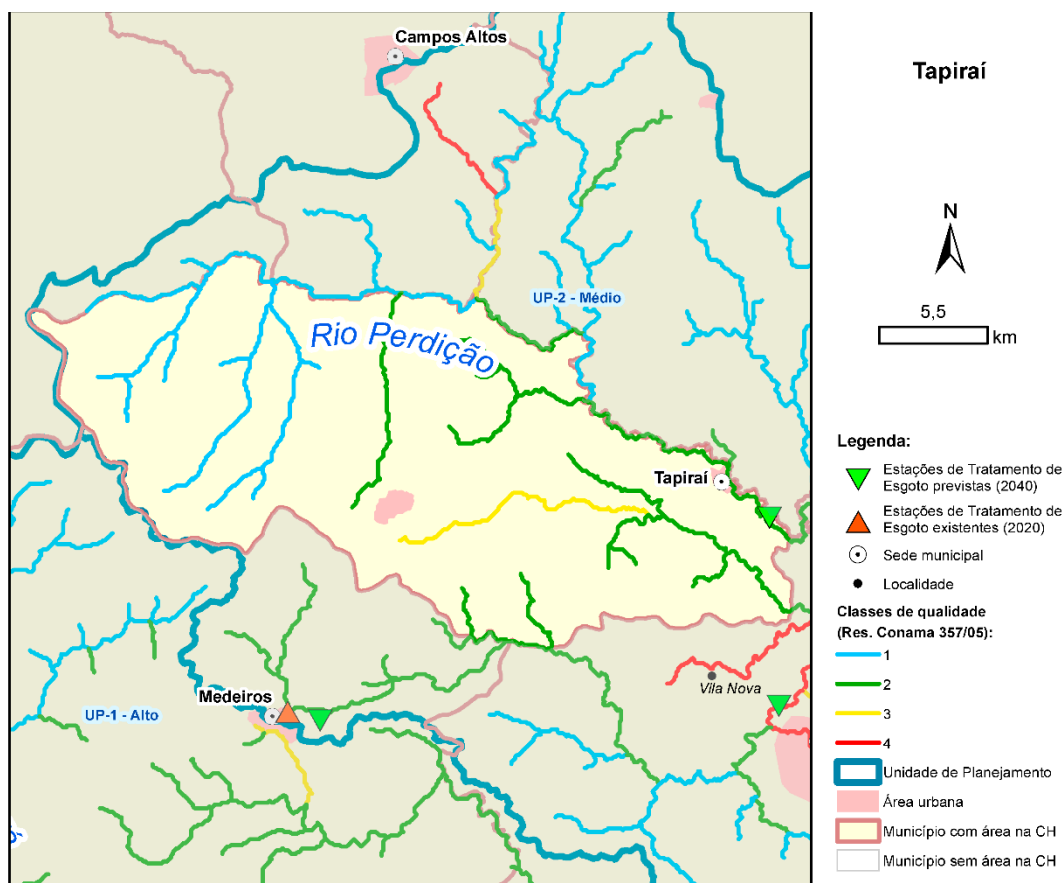 Campos Altos
Tapiraí
N
5,5
km
UP-2 - Médio
Rio Perdição
Tapiraí
Medeiros
UP-1 - Alto
Vila Nova
Legenda:
Estações de Tratamento de
Esgoto previstas (2040)
Estações de Tratamento de
Esgoto existentes (2020)
Sede municipal
Localidade
Classes de qualidade
(Res. Conama 357/05):
1
2
3
4
Unidade de Planejamento
Área urbana
Município com área na CH
Município sem área na CH